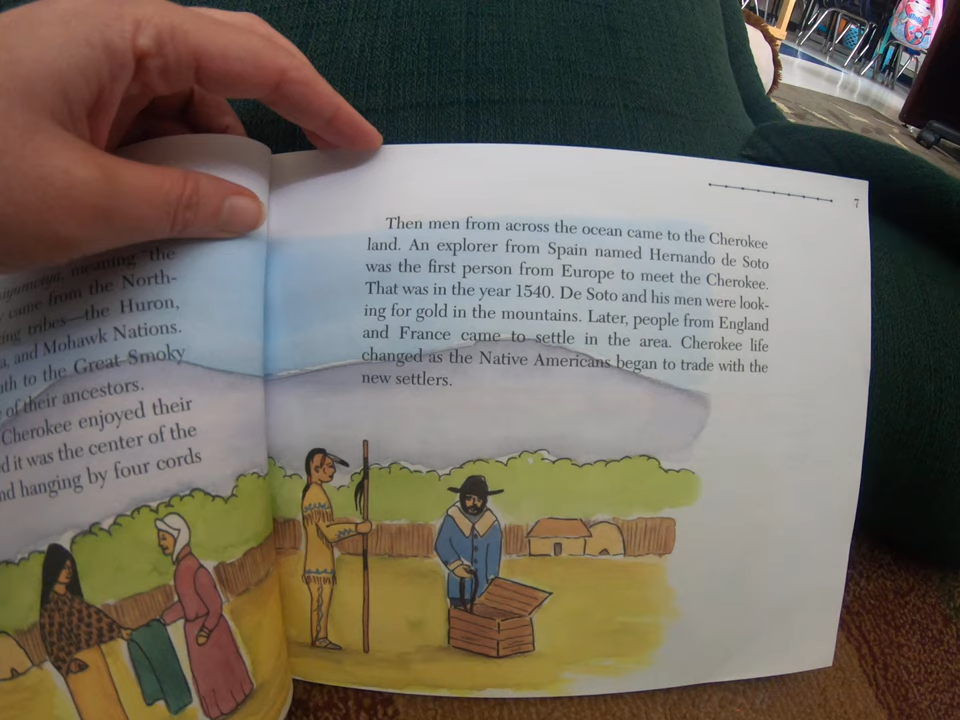 meaning "the
came from the North-
tribes—the Huron,
and Mohawk Nations.
to the Great Smoky
of their ancestors.
Cherokee enjoyed their
it was the center of the
hanging by four cords
7
Then men from across the ocean came to the Cherokee
land. An explorer from Spain named Hernando de Soto
was the first person from Europe to meet the Cherokee.
That was in the year 1540. De Soto and his men were look-
ing for gold in the mountains. Later, people from England
and France came to settle in the area. Cherokee life
changed as the Native Americans began to trade with the
new settlers.